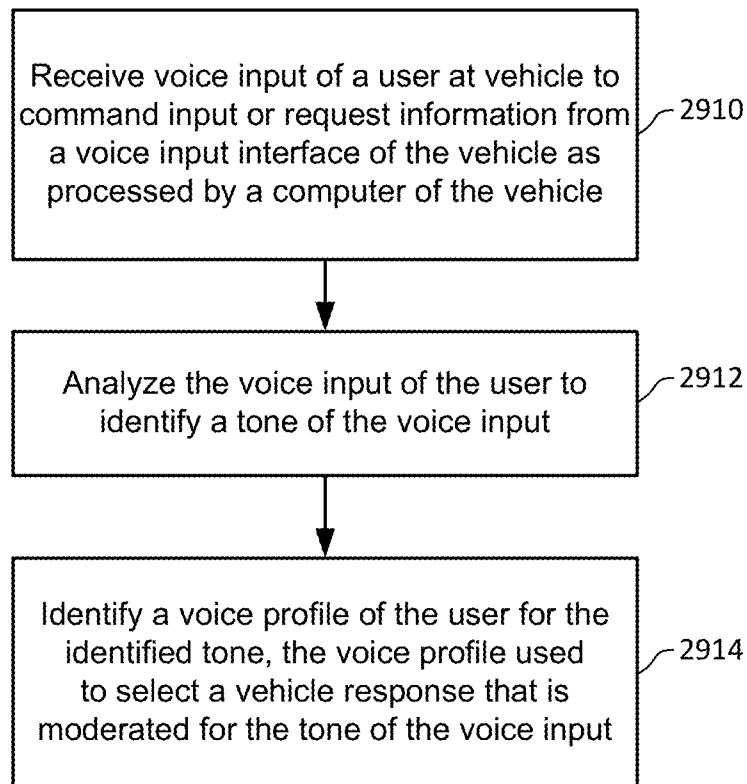 Receive voice input of a user at vehicle to
command input or request information from
a voice input interface of the vehicle as
processed by a computer of the vehicle
2910
Analyze the voice input of the user to
identify a tone of the voice input
2912
Identify a voice profile of the user for the
identified tone, the voice profile used
to select a vehicle response that is
moderated for the tone of the voice input
2914